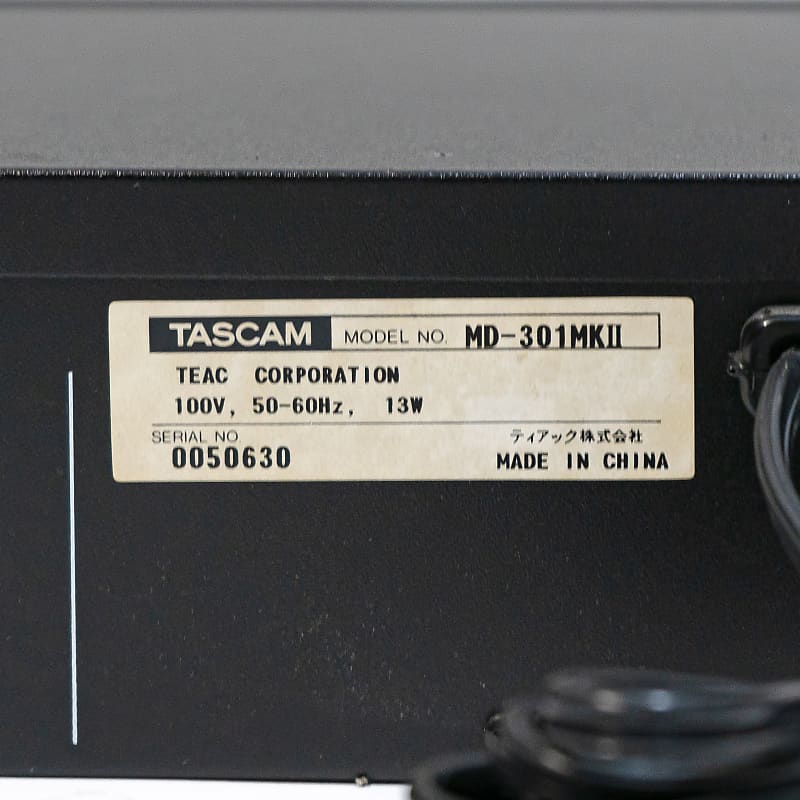 TASCAM MODEL NO. MD-301MKII
TEAC CORPORATION
100V, 50-60Hz, 13W
SERIAL NO. ティアック株式会社
0050630 MADE IN CHINA